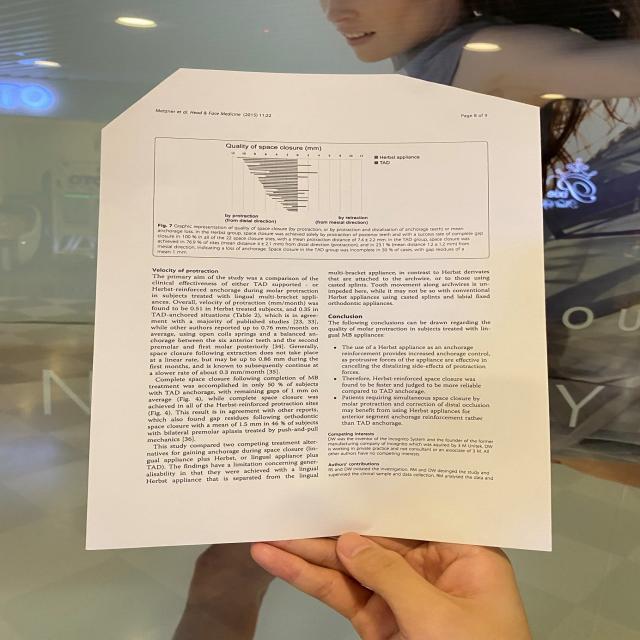 Metzner et al. Head & Face Medicine (2015) 11:22
Page 8 of 9
Quality of space closure (mm)
Herbst appliance
TAD
by protraction
(from distal direction)
by retraction
(from mesial direction)
Fig. 7 Graphic representation of quality of space closure (by protraction, or by protraction and distalisation of anchorage teeth) or mean
anchorage loss. In the Herbst group, space closure was achieved solely by protraction of posterior teeth and with a success rate of complete gap
closure in 100 % in all of the 22 space closure sites, with a mean protraction distance of 7.6 ± 2.2 mm. In the TAD group, space closure was
achieved in 76.9 % of sites (mean distance 4 ± 2.1 mm) from distal direction (protraction), and in 23.1 % (mean distance 1.2 ± 1.2 mm) from
mesial direction, indicating a loss of anchorage. Space closure in the TAD group was incomplete in 50 % of cases, with gap residues of a
mean 1 mm.
Velocity of protraction
The primary aim of the study was a comparison of the
clinical effectiveness of either TAD supported - or
Herbst-reinforced anchorage during molar protraction
in subjects treated with lingual multi-bracket appli-
ances. Overall, velocity of protraction (mm/month) was
found to be 0.51 in Herbst treated subjects, and 0.35 in
TAD-anchored situations (Table 2), which is in agree-
ment with a majority of published studies [23, 33],
while other authors reported up to 0.76 mm/month on
average, using open coils springs and a balanced an-
chorage between the six anterior teeth and the second
premolar and first molar posteriorly [34]. Generally,
space closure following extraction does not take place
at a linear rate, but may be up to 0.86 mm during the
first months, and is known to subsequently continue at
a slower rate of about 0.3 mm/month [35].
Complete space closure following completion of MB
treatment was accomplished in only 50 % of subjects
with TAD anchorage, with remaining gaps of 1 mm on
average (Fig. 4), while complete space closure was
achieved in all of the Herbst-reinforced protraction sites
(Fig. 4). This result is in agreement with other reports,
which also found gap residues following orthodontic
space closure with a mean of 1.5 mm in 46 % of subjects
with bilateral premolar aplasia treated by push-and-pull
mechanics [36].
This study compared two competing treatment alter-
natives for gaining anchorage during space closure (lin-
gual appliance plus Herbst, or lingual appliance plus
TAD). The findings have a limitation concerning gener-
alisability in that they were achieved with a lingual
Herbst appliance that is separated from the lingual
multi-bracket appliance, in contrast to Herbst derivates
that are attached to the archwire, or to those using
casted splints. Tooth movement along archwires is un-
impeded here, while it may not be so with conventional
Herbst appliances using casted splints and labial fixed
orthodontic appliances.
Conclusion
The following conclusions can be drawn regarding the
quality of molar protraction in subjects treated with lin-
gual MB appliances:
• The use of a Herbst appliance as an anchorage
reinforcement provides increased anchorage control,
as protrusive forces of the appliance are effective in
cancelling the distalizing side-effects of protraction
forces.
• Therefore, Herbst-reinforced space closure was
found to be faster and judged to be more reliable
compared to TAD anchorage.
• Patients requiring simultaneous space closure by
molar protraction and correction of distal occlusion
may benefit from using Herbst appliances for
anterior segment anchorage reinforcement rather
than TAD anchorage.
Competing interests
DW was the inventor of the Incognito System and the founder of the former
manufacturing company of Incognito which was aquired by 3 M Unitek. DW
is working in private practice and not consultant or an associate of 3 M. All
other authors have no competing interests.
Authors' contributions
RS and DW initiated the investigation. RM and DW designed the study and
supervised the clinical sample and data collection. RM analysed the data and